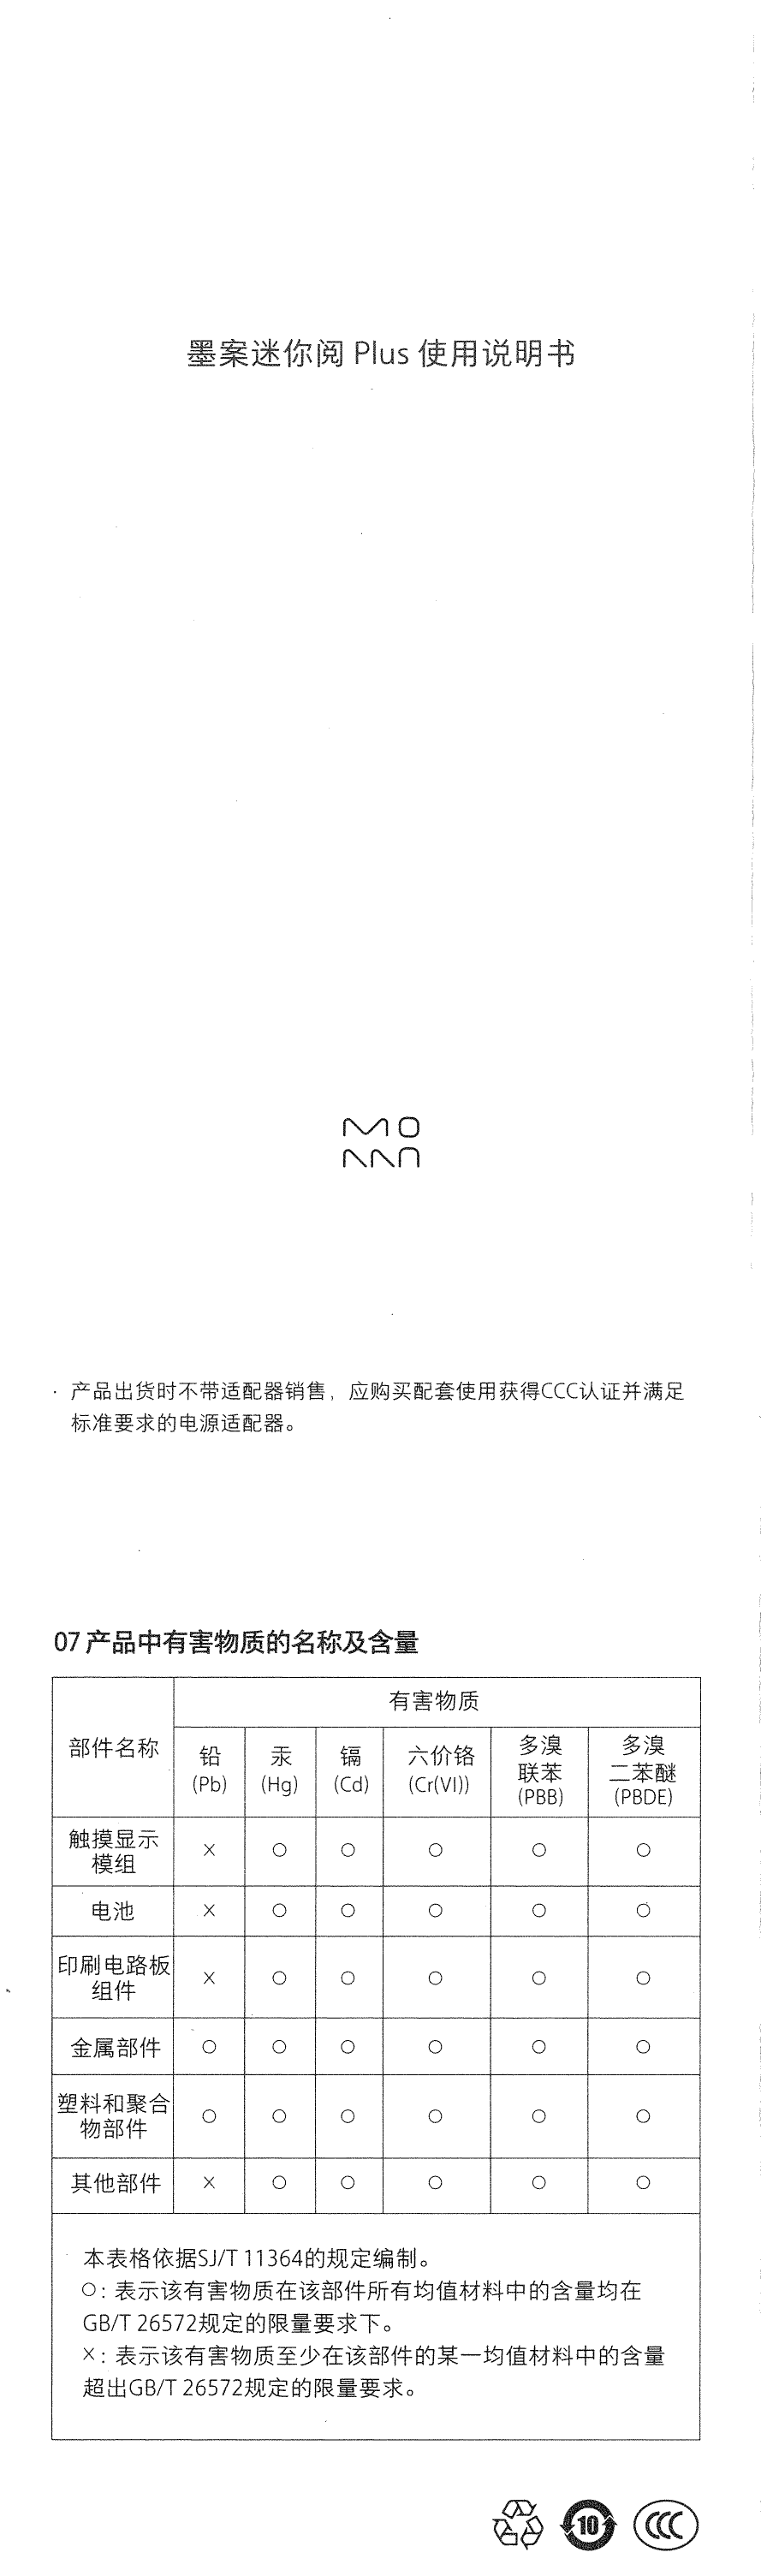 墨案迷你阅 Plus 使用说明书
MO
· 产品出货时不带适配器销售，应购买配套使用获得CCC认证并满足
标准要求的电源适配器。
07 产品中有害物质的名称及含量
部件名称 有害物质
铅 (Pb) 汞 (Hg) 镉 (Cd) 六价铬 (Cr(VI)) 多溴联苯 (PBB) 多溴二苯醚 (PBDE)
触摸显示模组 × ○ ○ ○ ○ ○
电池 × ○ ○ ○ ○ ○
印刷电路板组件 × ○ ○ ○ ○ ○
金属部件 ○ ○ ○ ○ ○ ○
塑料和聚合物部件 ○ ○ ○ ○ ○ ○
其他部件 × ○ ○ ○ ○ ○
本表格依据SJ/T 11364的规定编制。
○: 表示该有害物质在该部件所有均值材料中的含量均在
GB/T 26572规定的限量要求下。
×: 表示该有害物质至少在该部件的某一均值材料中的含量
超出GB/T 26572规定的限量要求。
10 CCC